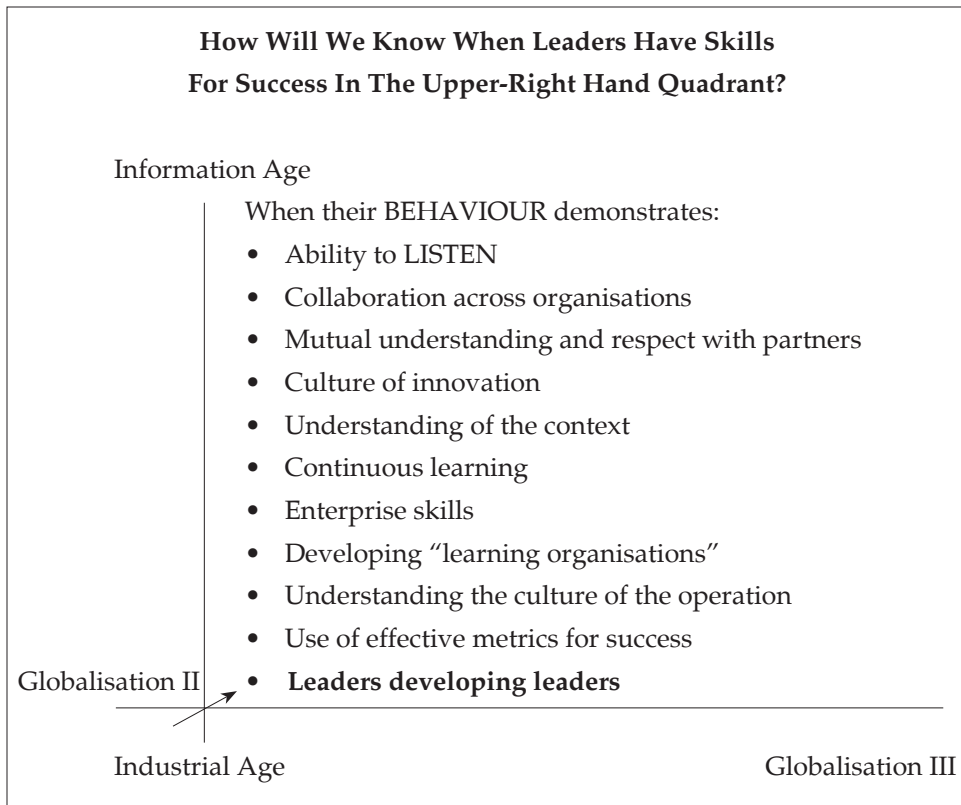 How Will We Know When Leaders Have Skills
For Success In The Upper-Right Hand Quadrant?
Information Age
When their BEHAVIOUR demonstrates:
• Ability to LISTEN
• Collaboration across organisations
• Mutual understanding and respect with partners
• Culture of innovation
• Understanding of the context
• Continuous learning
• Enterprise skills
• Developing “learning organisations”
• Understanding the culture of the operation
• Use of effective metrics for success
Globalisation II
• Leaders developing leaders
Industrial Age
Globalisation III